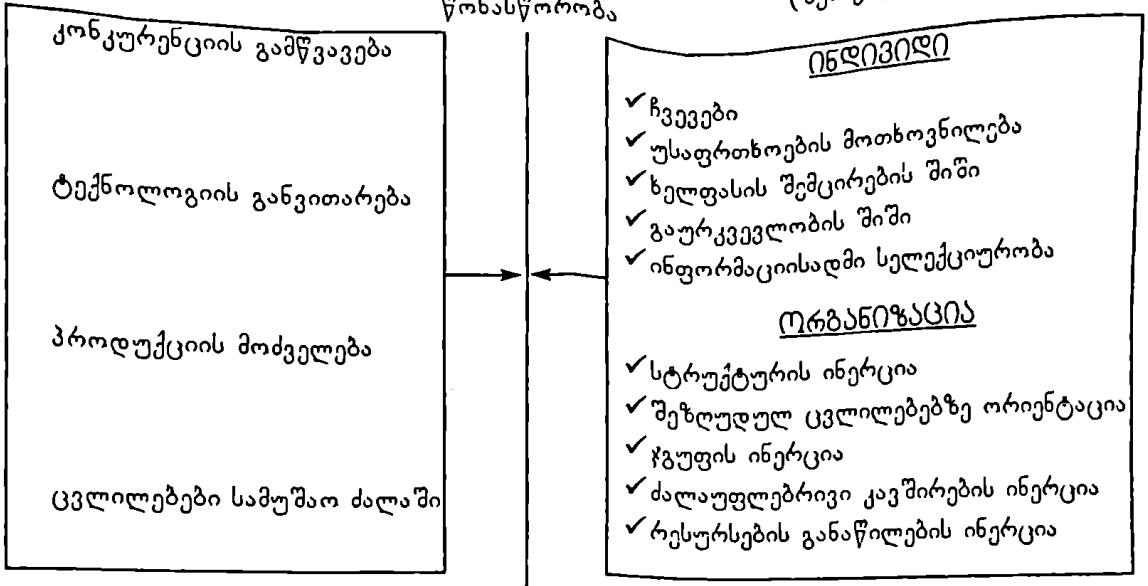 წონასწორობა
კონკურენციის გამწვავება
ტექნოლოგიის განვითარება
პროდუქციის მოძველება
ცვლილებები სამუშაო ძალაში
ინდივიდი
✓ ჩვევები
✓ უსაფრთხოების მოთხოვნილება
✓ ხელფასის შემცირების შიში
✓ გაურკვევლობის შიში
✓ ინფორმაციისადმი სელექციურობა
ორგანიზაცია
✓ სტრუქტურის ინერცია
✓ შეზღუდულ ცვლილებებზე ორიენტაცია
✓ ჯგუფის ინერცია
✓ ძალაუფლებრივი კავშირების ინერცია
✓ რესურსების განაწილების ინერცია